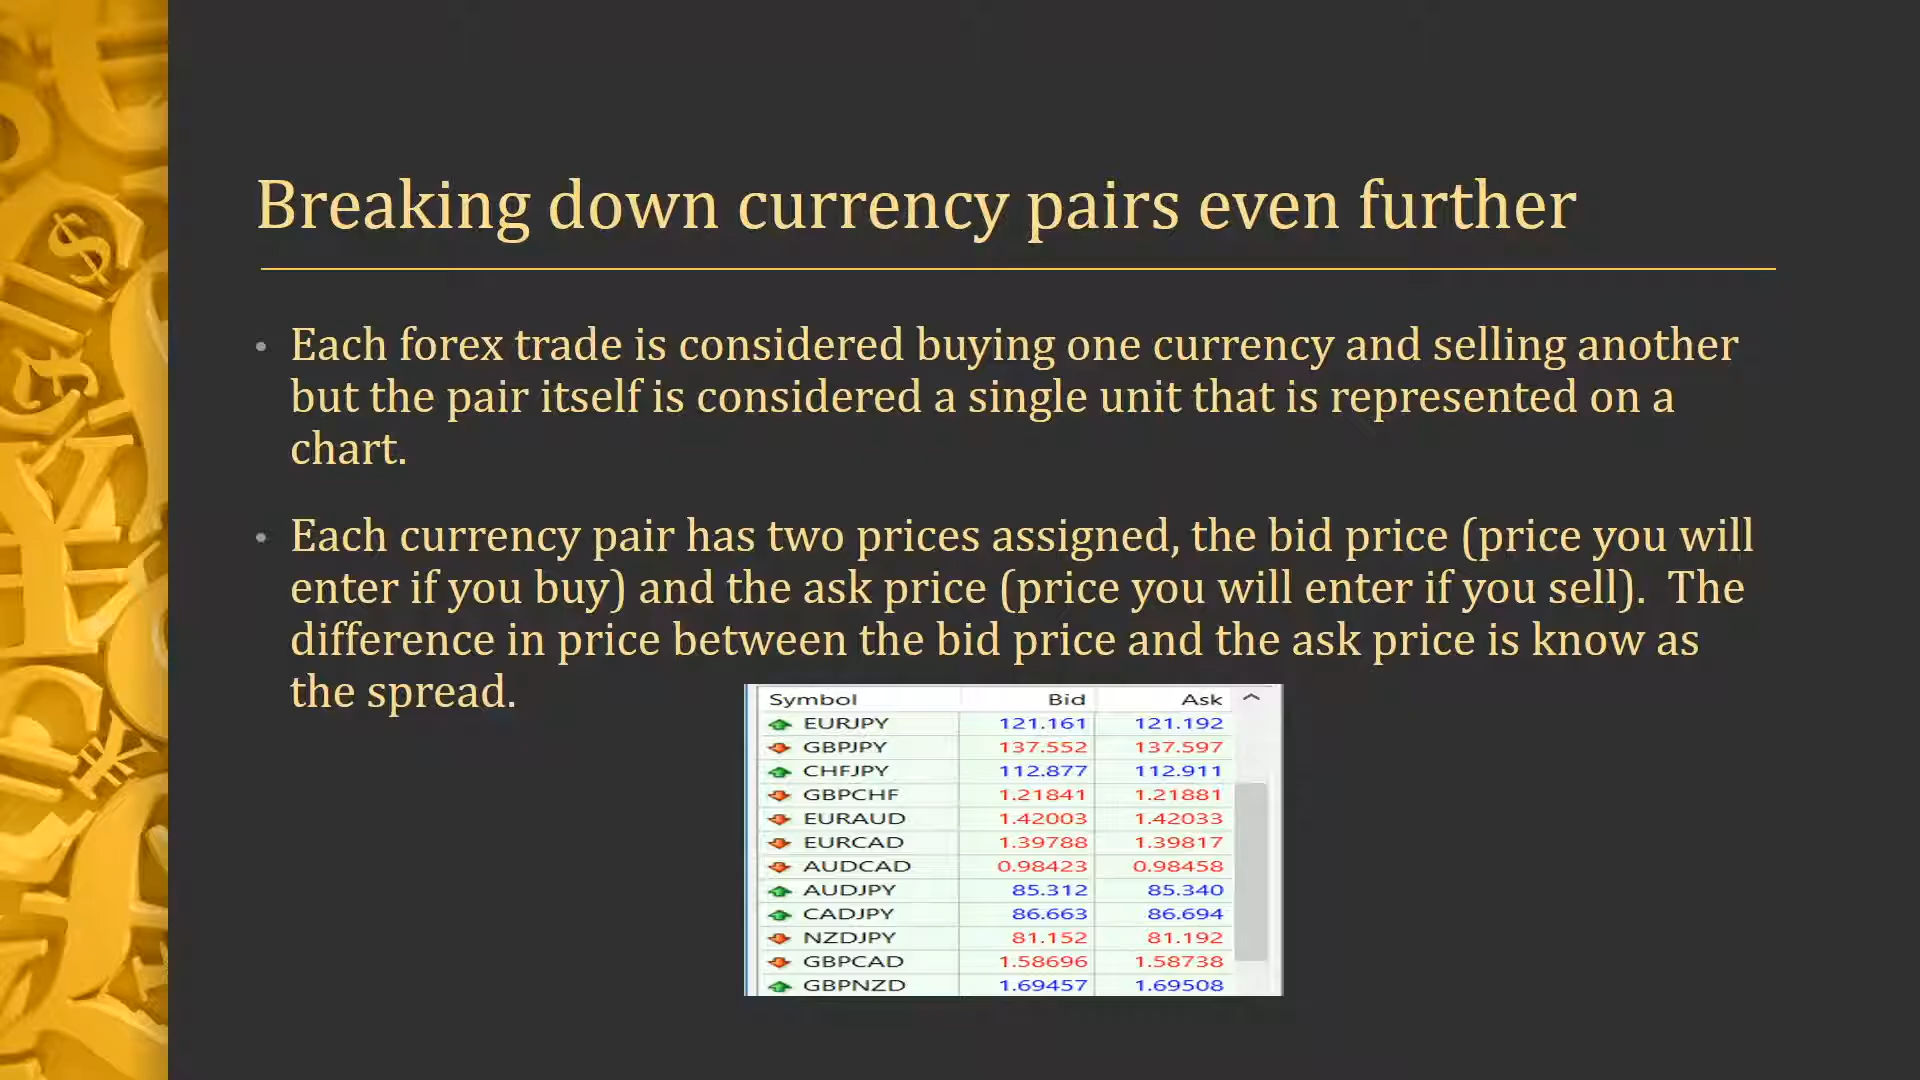 Breaking down currency pairs even further
• Each forex trade is considered buying one currency and selling another
but the pair itself is considered a single unit that is represented on a
chart.
• Each currency pair has two prices assigned, the bid price (price you will
enter if you buy) and the ask price (price you will enter if you sell).  The
difference in price between the bid price and the ask price is know as
the spread.
Symbol Bid Ask
EURJPY 121.161 121.192
GBPJPY 137.552 137.597
CHFJPY 112.877 112.911
GBPCHF 1.21841 1.21881
EURAUD 1.42003 1.42033
EURCAD 1.39788 1.39817
AUDCAD 0.98423 0.98458
AUDJPY 85.312 85.340
CADJPY 86.663 86.694
NZDJPY 81.152 81.192
GBPCAD 1.58696 1.58738
GBPNZD 1.69457 1.69508